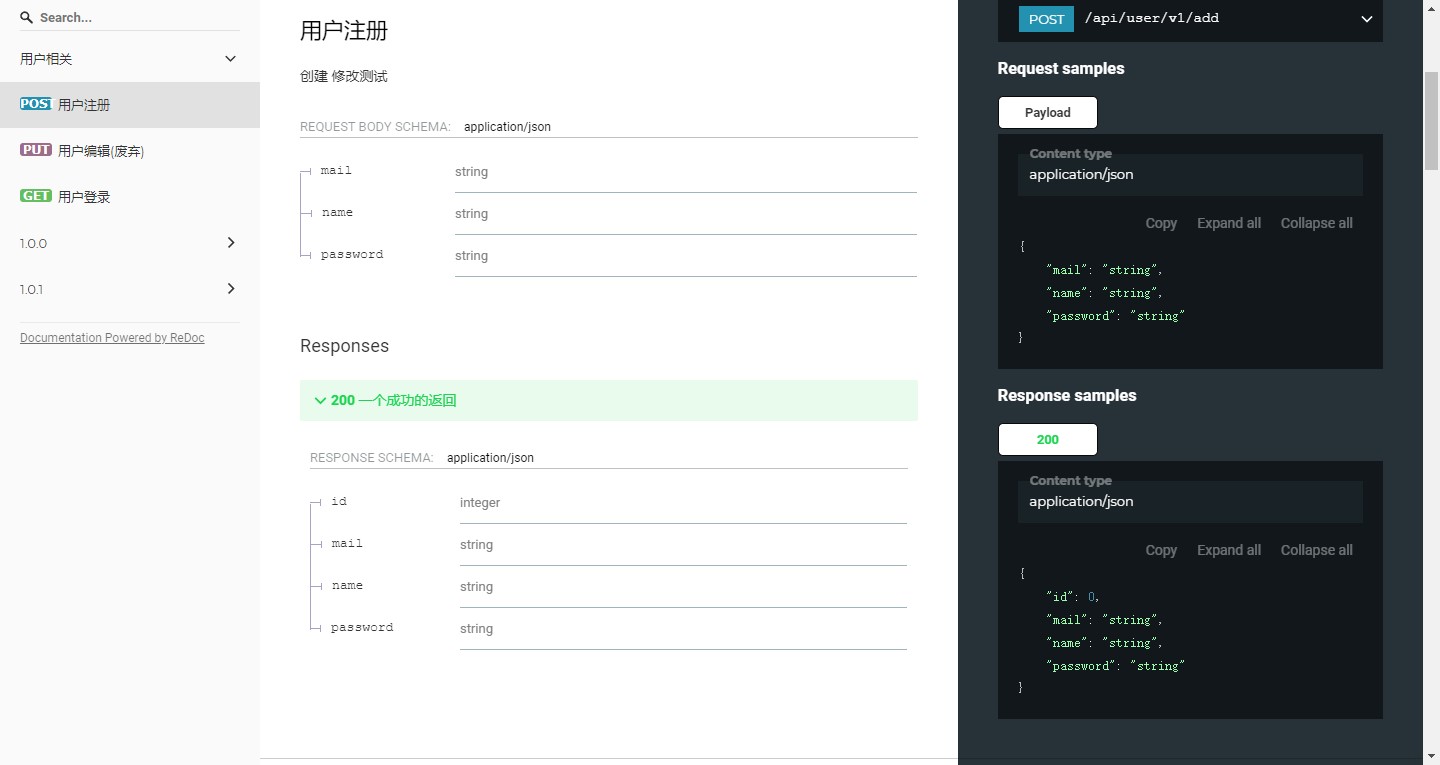 Search...
用户相关
POST 用户注册
PUT 用户编辑(废弃)
GET 用户登录
1.0.0
1.0.1
Documentation Powered by ReDoc
用户注册
创建 修改测试
REQUEST BODY SCHEMA: application/json
mail string
name string
password string
Responses
200 一个成功的返回
RESPONSE SCHEMA: application/json
id integer
mail string
name string
password string
POST /api/user/v1/add
Request samples
Payload
Content type
application/json
Copy Expand all Collapse all
{
"mail": "string",
"name": "string",
"password": "string"
}
Response samples
200
Content type
application/json
Copy Expand all Collapse all
{
"id": 0,
"mail": "string",
"name": "string",
"password": "string"
}